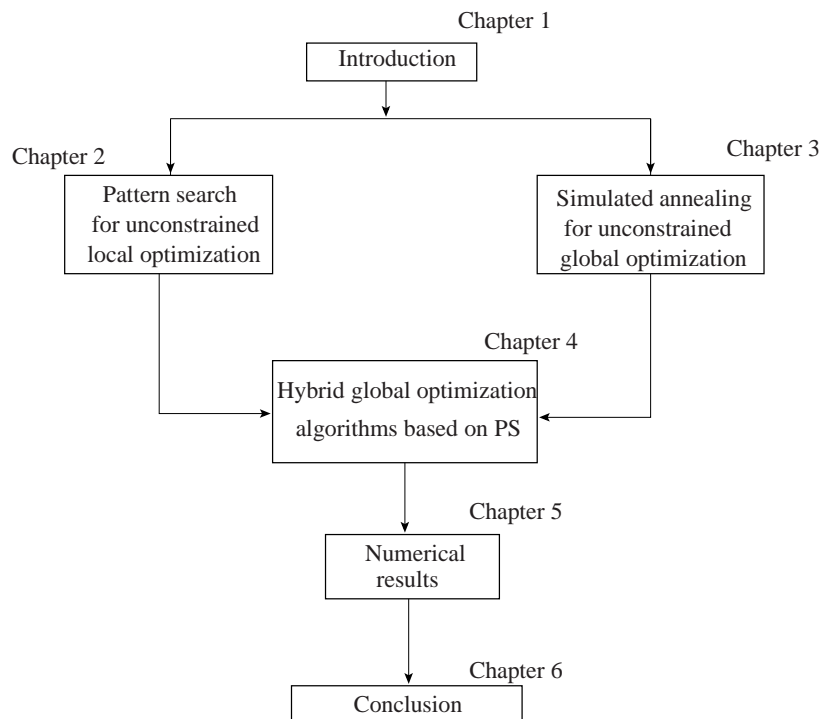 Chapter 1
Introduction
Chapter 2
Pattern search
for unconstrained
local optimization
Chapter 3
Simulated annealing
for unconstrained
global optimization
Chapter 4
Hybrid global optimization
algorithms based on PS
Chapter 5
Numerical
results
Chapter 6
Conclusion